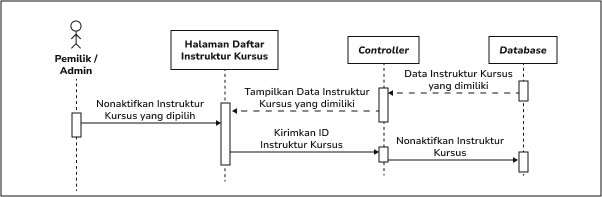 Pemilik /
Admin
Halaman Daftar
Instruktur Kursus
Controller
Database
Data Instruktur Kursus
yang dimiliki
Tampilkan Data Instruktur
Kursus yang dimiliki
Nonaktifkan Instruktur
Kursus yang dipilih
Kirimkan ID
Instruktur Kursus
Nonaktifkan Instruktur
Kursus